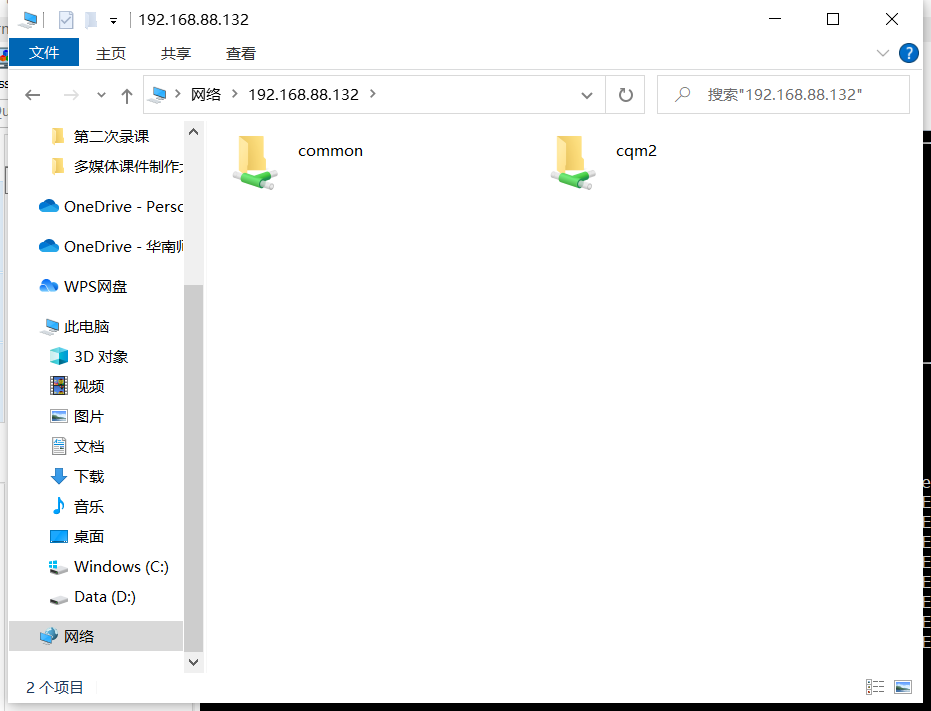 192.168.88.132
文件 主页 共享 查看
网络 192.168.88.132 搜索"192.168.88.132"
第二次录课
多媒体课件制作
OneDrive - Perso
OneDrive - 华南
WPS网盘
此电脑
3D 对象
视频
图片
文档
下载
音乐
桌面
Windows (C:)
Data (D:)
网络
common
cqm2
2 个项目